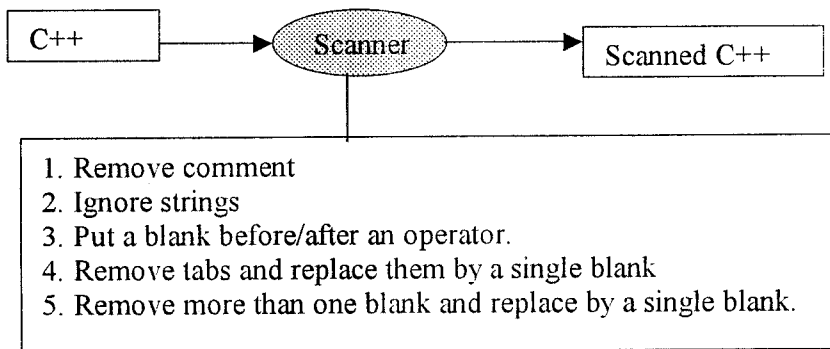 C++
Scanner
Scanned C++
1. Remove comment
2. Ignore strings
3. Put a blank before/after an operator.
4. Remove tabs and replace them by a single blank
5. Remove more than one blank and replace by a single blank.